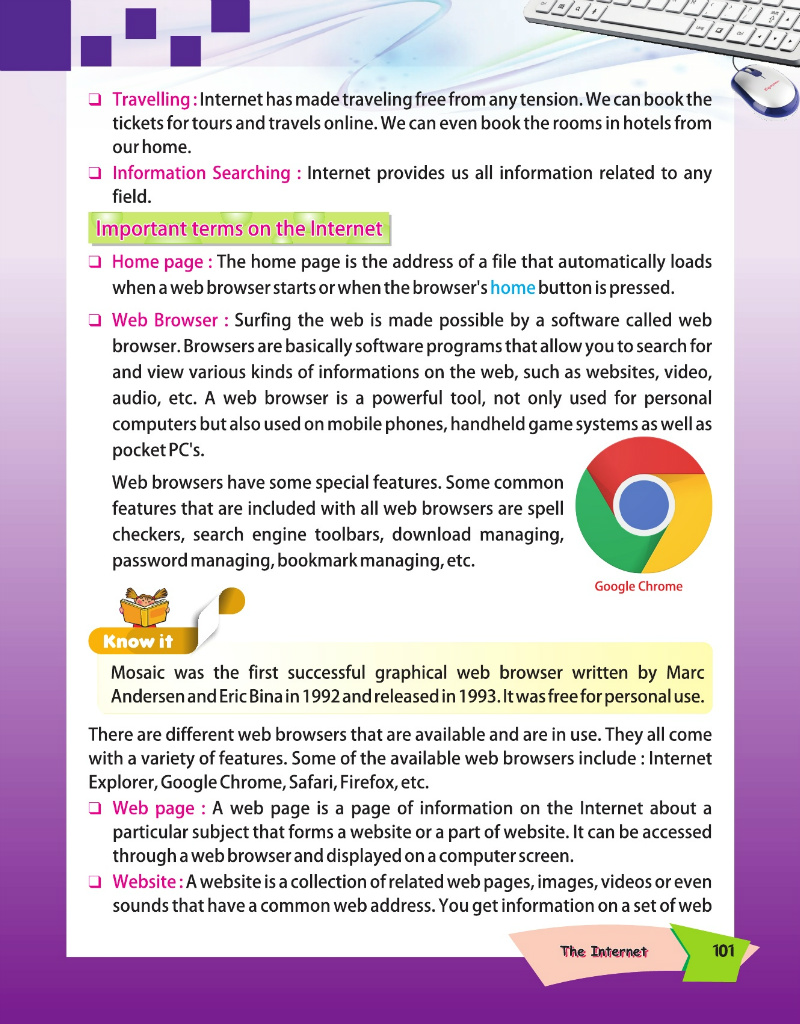 ❑ Travelling : Internet has made traveling free from any tension. We can book the
tickets for tours and travels online. We can even book the rooms in hotels from
our home.
❑ Information Searching : Internet provides us all information related to any
field.
Important terms on the Internet
❑ Home page : The home page is the address of a file that automatically loads
when a web browser starts or when the browser's home button is pressed.
❑ Web Browser : Surfing the web is made possible by a software called web
browser. Browsers are basically software programs that allow you to search for
and view various kinds of informations on the web, such as websites, video,
audio, etc. A web browser is a powerful tool, not only used for personal
computers but also used on mobile phones, handheld game systems as well as
pocket PC's.
Web browsers have some special features. Some common
features that are included with all web browsers are spell
checkers, search engine toolbars, download managing,
password managing, bookmark managing, etc.
Google Chrome
Know it
Mosaic was the first successful graphical web browser written by Marc
Andersen and Eric Bina in 1992 and released in 1993. It was free for personal use.
There are different web browsers that are available and are in use. They all come
with a variety of features. Some of the available web browsers include : Internet
Explorer, Google Chrome, Safari, Firefox, etc.
❑ Web page : A web page is a page of information on the Internet about a
particular subject that forms a website or a part of website. It can be accessed
through a web browser and displayed on a computer screen.
❑ Website : A website is a collection of related web pages, images, videos or even
sounds that have a common web address. You get information on a set of web
The Internet 101